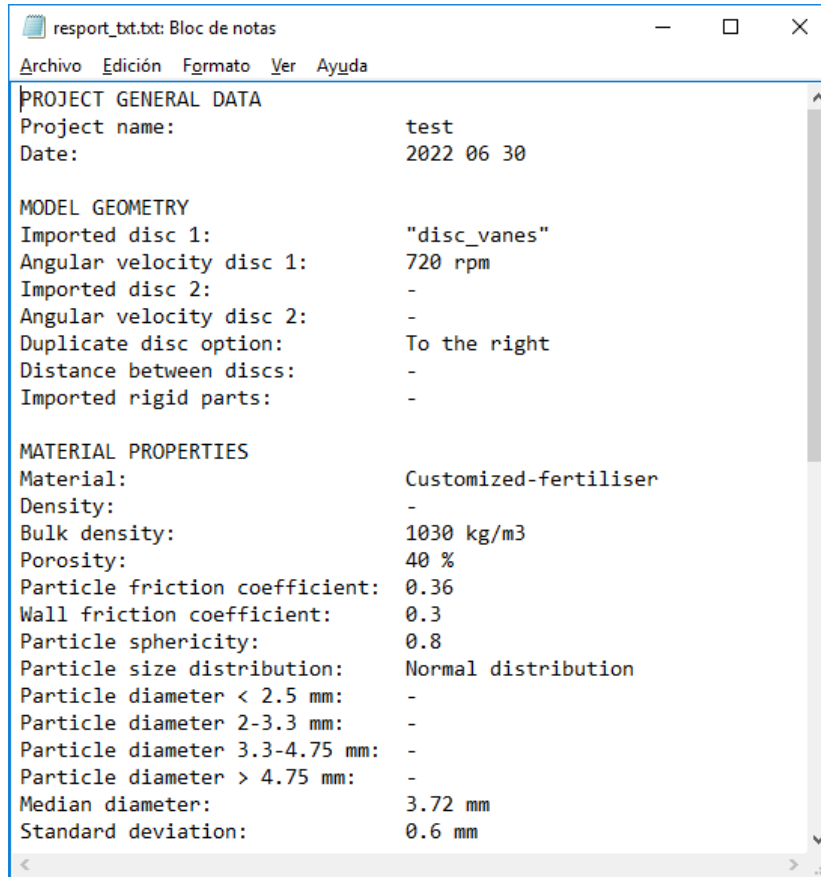 resport_txt.txt: Bloc de notas
Archivo Edición Formato Ver Ayuda
PROJECT GENERAL DATA
Project name: test
Date: 2022 06 30
MODEL GEOMETRY
Imported disc 1: "disc_vanes"
Angular velocity disc 1: 720 rpm
Imported disc 2: -
Angular velocity disc 2: -
Duplicate disc option: To the right
Distance between discs: -
Imported rigid parts: -
MATERIAL PROPERTIES
Material: Customized-fertiliser
Density: -
Bulk density: 1030 kg/m3
Porosity: 40 %
Particle friction coefficient: 0.36
Wall friction coefficient: 0.3
Particle sphericity: 0.8
Particle size distribution: Normal distribution
Particle diameter < 2.5 mm: -
Particle diameter 2-3.3 mm: -
Particle diameter 3.3-4.75 mm: -
Particle diameter > 4.75 mm: -
Median diameter: 3.72 mm
Standard deviation: 0.6 mm